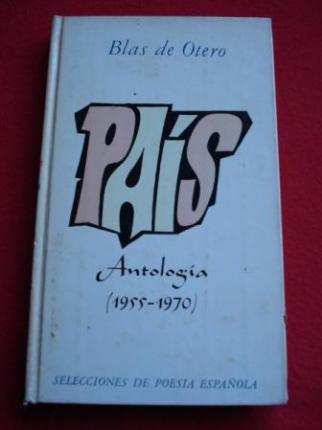 Blas de Otero
PAÍS
Antología
(1955-1970)
SELECCIONES DE POESIA ESPAÑOLA